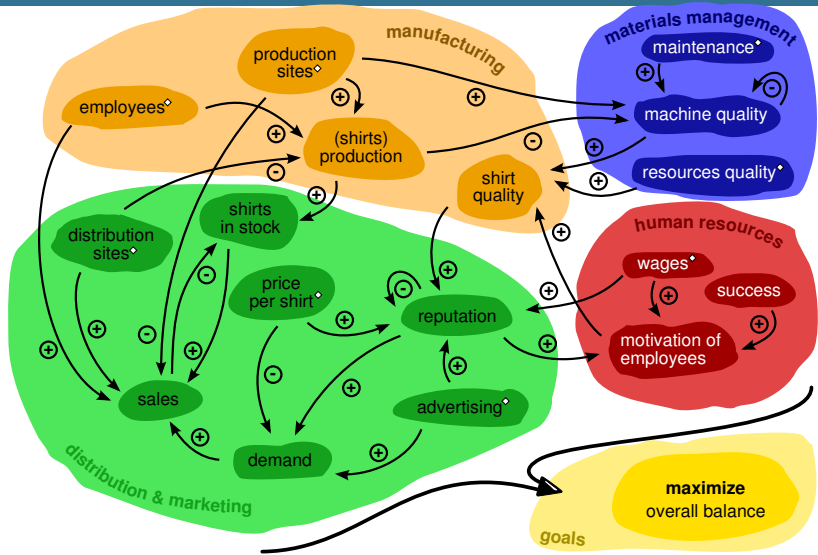 manufacturing
production
sites
employees
(shirts)
production
shirt
quality
+
+
+
-
+
-
-
materials management
maintenance
+
-
machine quality
+
resources quality
+
distribution
sites
shirts
in stock
price
per shirt
reputation
sales
demand
advertising
+
-
+
-
+
+
-
+
-
+
+
+
+
distribution & marketing
human resources
wages
success
motivation of
employees
+
+
+
+
+
goals
maximize
overall balance